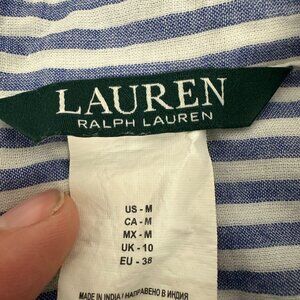 LAUREN
RALPH LAUREN
US - M
CA - M
MX - M
UK - 10
EU - 38
MADE IN INDIA / НАПРАВЕНО В ИНДИЯ